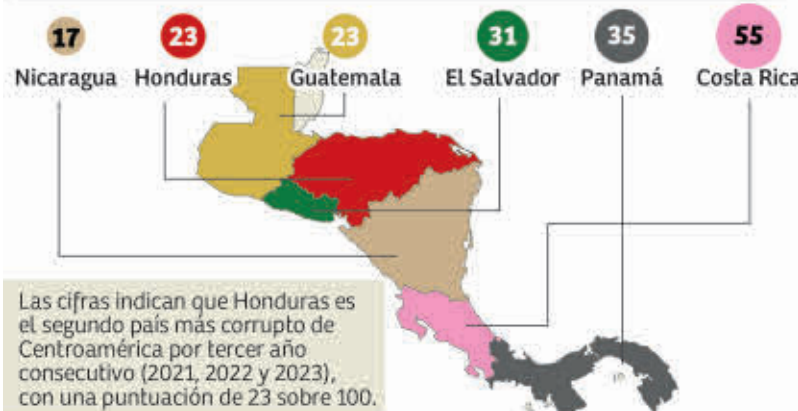 17 23 23 31 35 55
Nicaragua Honduras Guatemala El Salvador Panamá Costa Rica
Las cifras indican que Honduras es
el segundo país más corrupto de
Centroamérica por tercer año
consecutivo (2021, 2022 y 2023),
con una puntuación de 23 sobre 100.